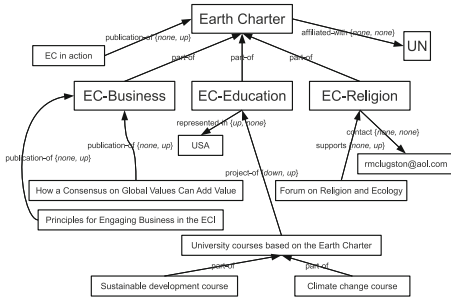 Earth Charter
publication-of {none, up}
affiliated-with {none, none}
EC in action
UN
part-of
part-of
part-of
EC-Business
EC-Education
EC-Religion
represented in {up, none}
contact {none, none}
publication-of {none, up}
supports {none, up}
USA
publication-of {none, up}
rmclugston@aol.com
project-of {down, up}
How a Consensus on Global Values Can Add Value
Forum on Religion and Ecology
Principles for Engaging Business in the ECI
University courses based on the Earth Charter
part-of
part-of
Sustainable development course
Climate change course